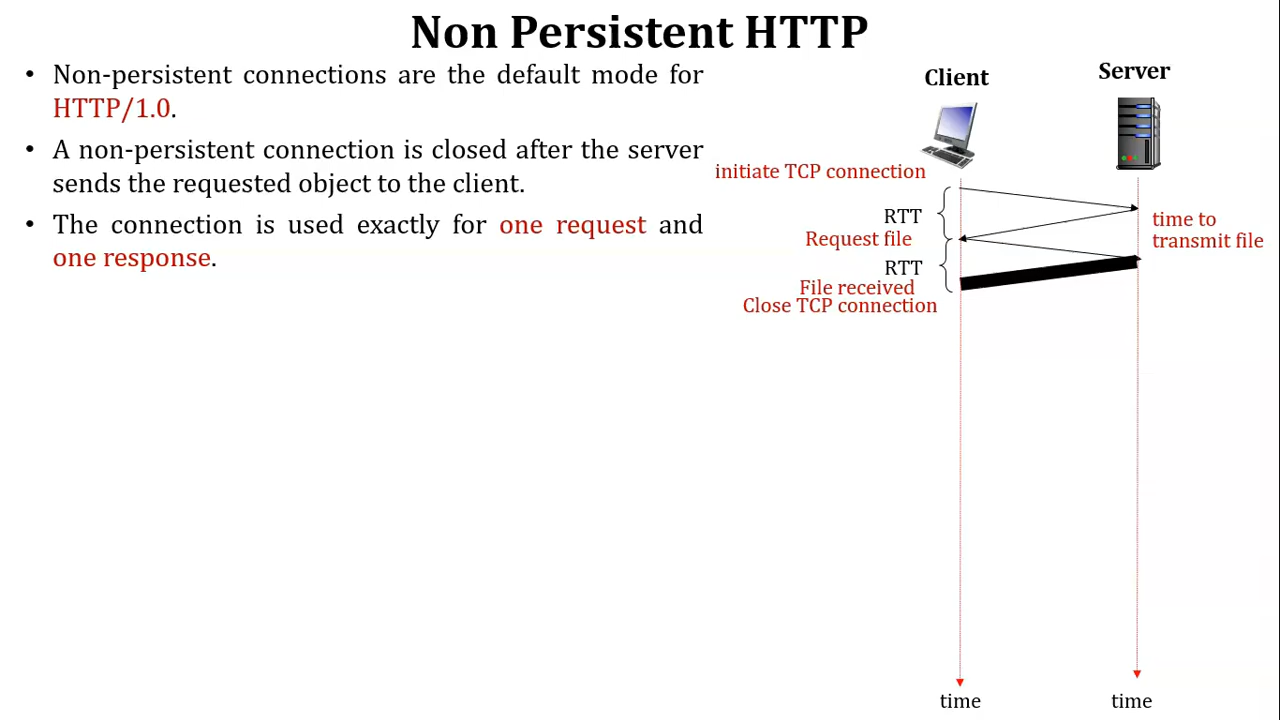 Non Persistent HTTP
• Non-persistent connections are the default mode for
HTTP/1.0.
• A non-persistent connection is closed after the server
sends the requested object to the client.
• The connection is used exactly for one request and
one response.
Client
Server
initiate TCP connection
RTT
Request file
time to
transmit file
RTT
File received
Close TCP connection
time
time